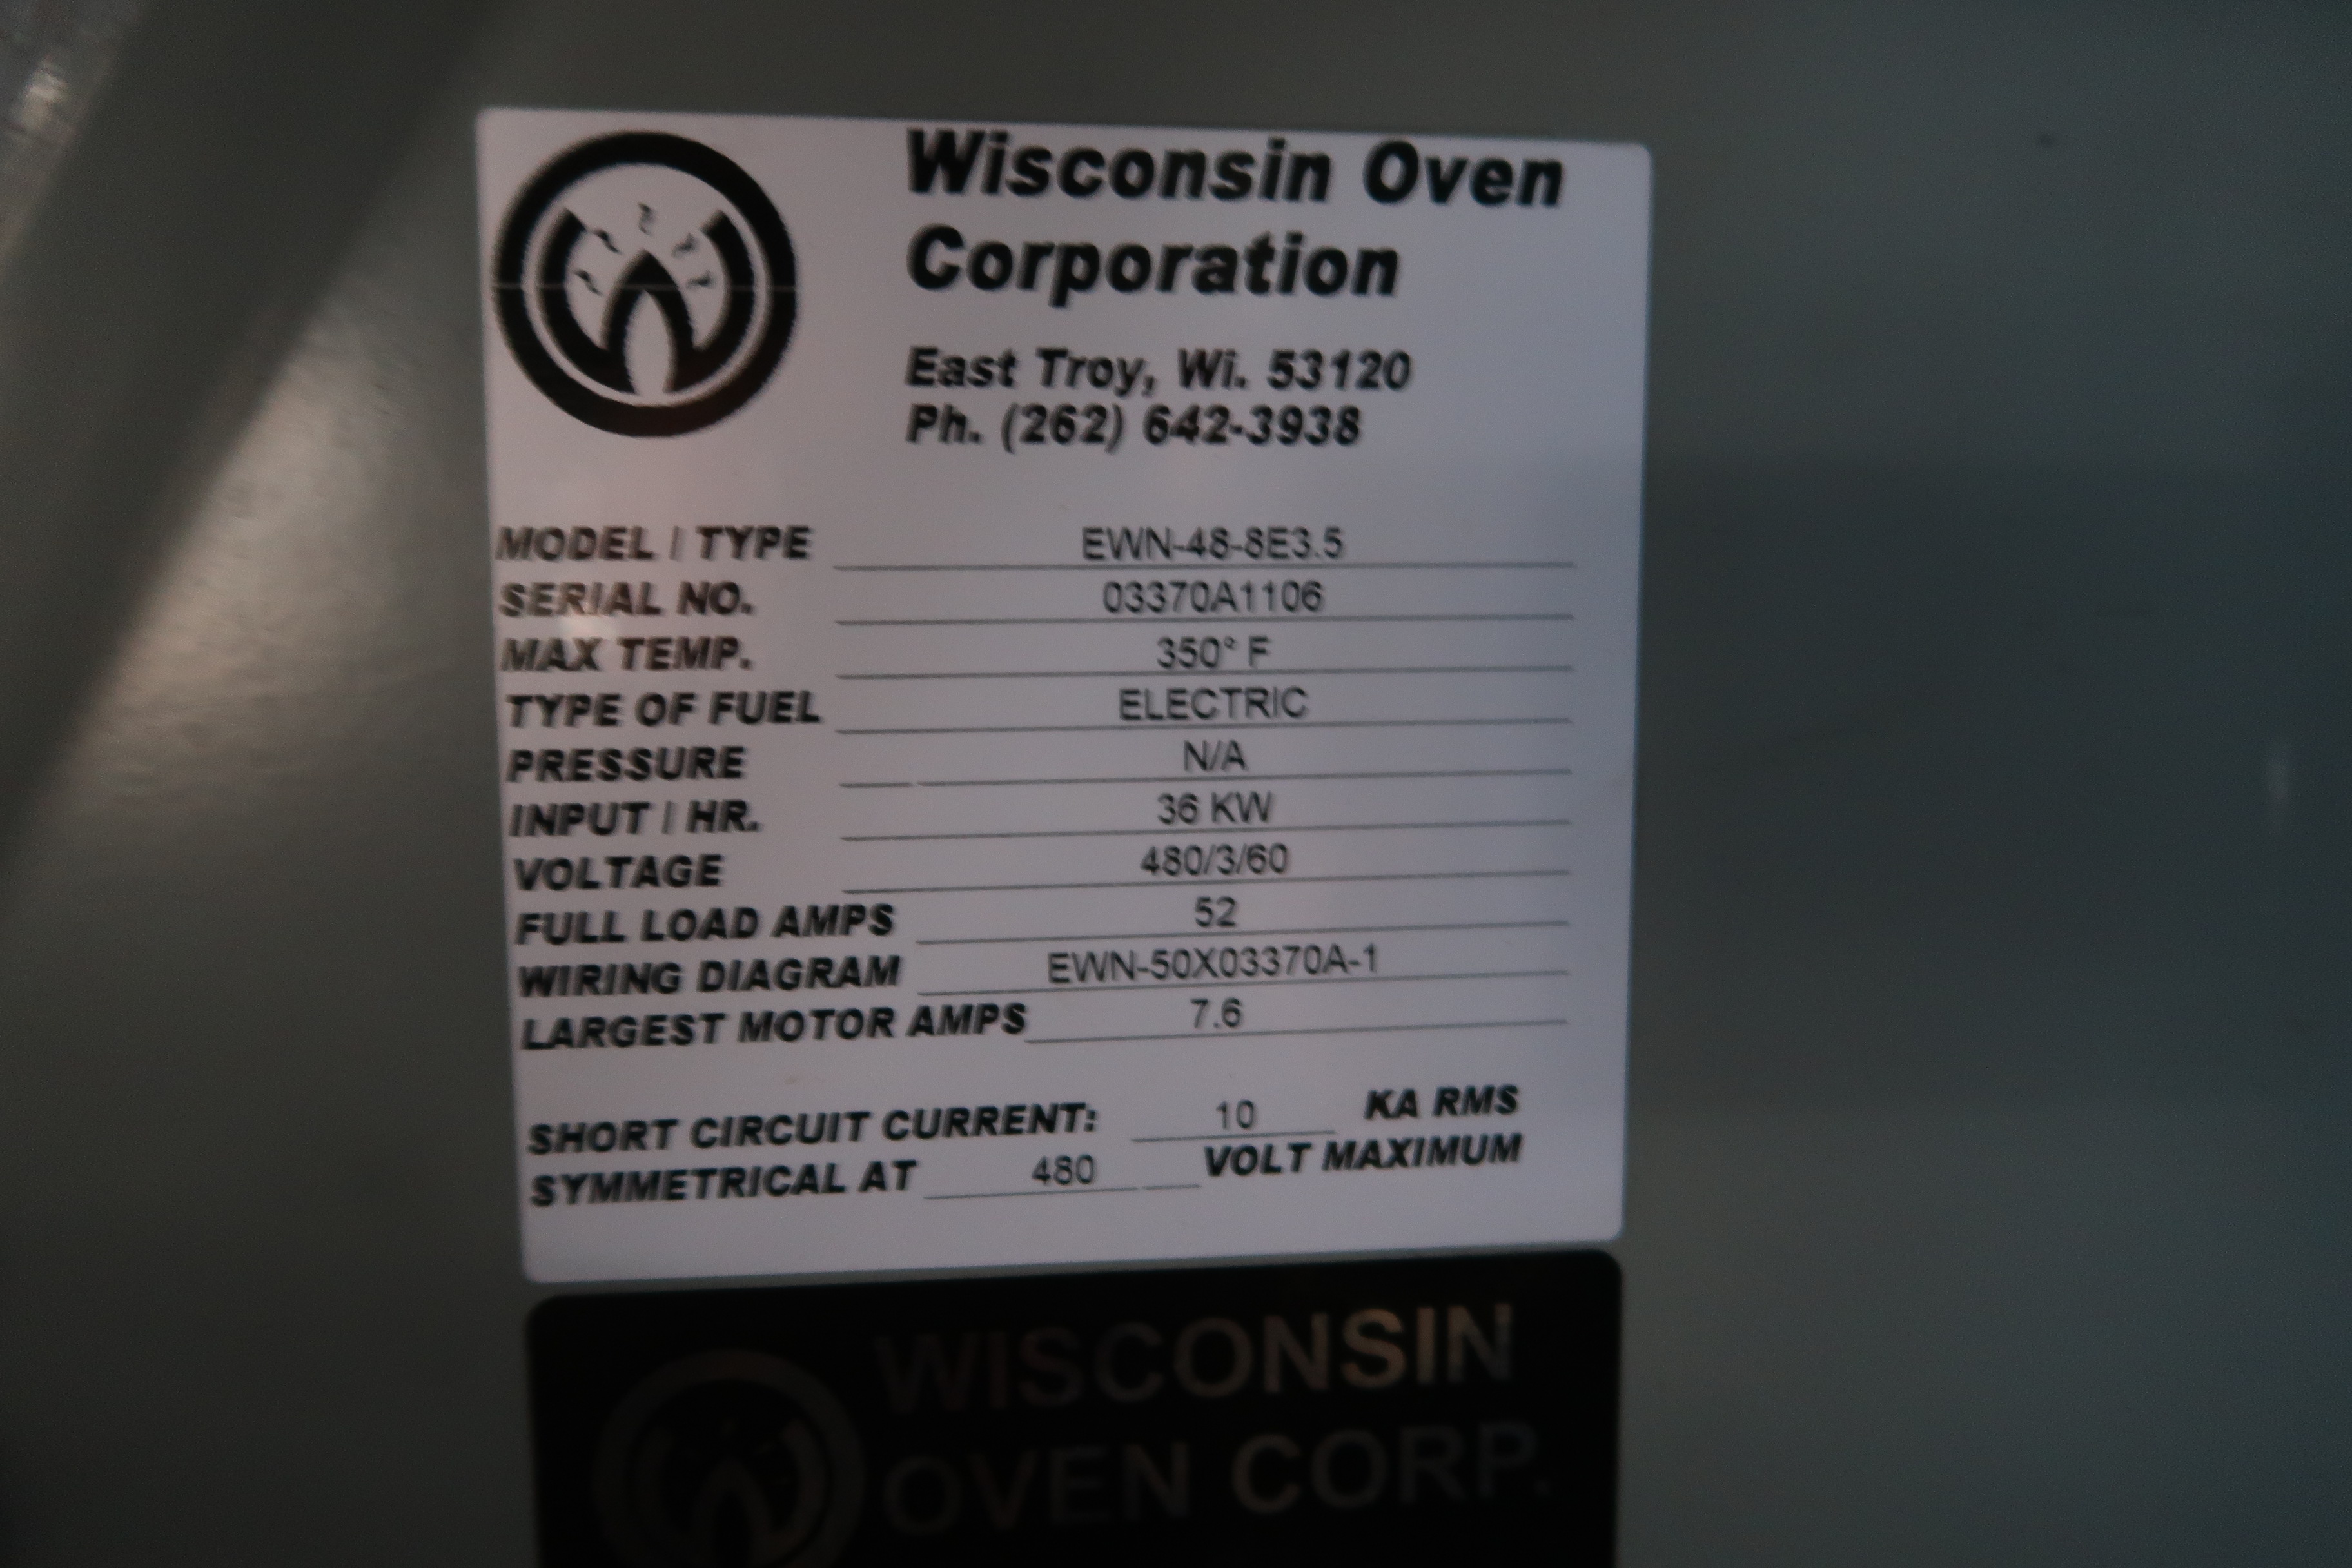 Wisconsin Oven
Corporation
East Troy, Wi. 53120
Ph. (262) 642-3938
MODEL / TYPE EWN-48-8E3.5
SERIAL NO. 03370A1106
MAX TEMP. 350° F
TYPE OF FUEL ELECTRIC
PRESSURE N/A
INPUT / HR. 36 KW
VOLTAGE 480/3/60
FULL LOAD AMPS 52
WIRING DIAGRAM EWN-50X03370A-1
LARGEST MOTOR AMPS 7.6
SHORT CIRCUIT CURRENT: 10 KA RMS
SYMMETRICAL AT 480 VOLT MAXIMUM
WISCONSIN
OVEN CORP.